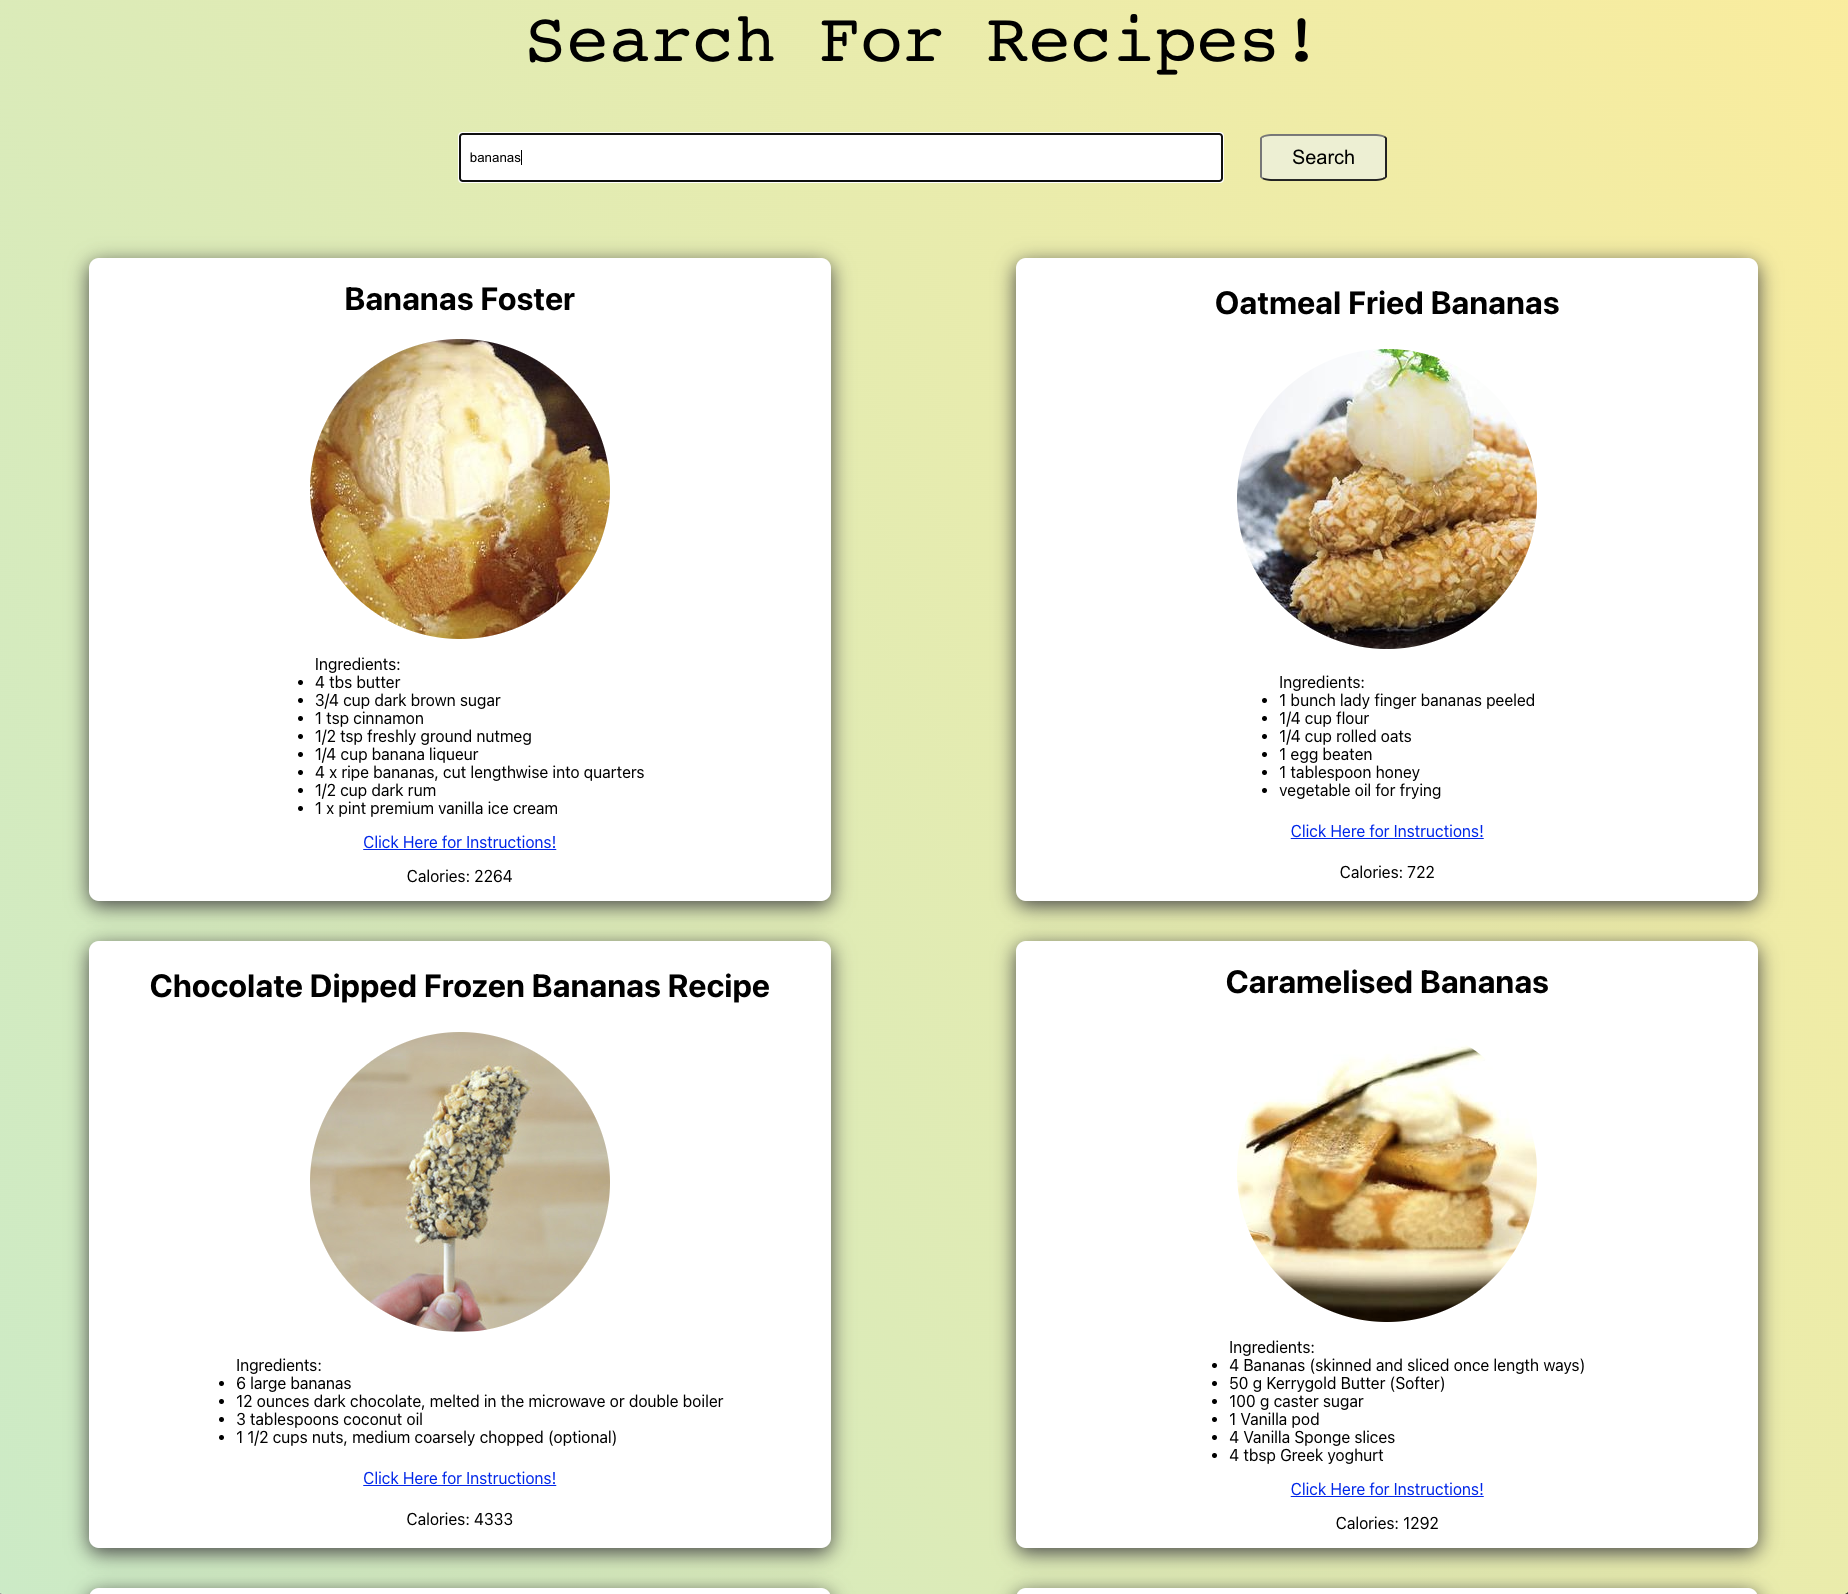 Search For Recipes!
bananas
Search
Bananas Foster
Ingredients:
4 tbs butter
3/4 cup dark brown sugar
1 tsp cinnamon
1/2 tsp freshly ground nutmeg
1/4 cup banana liqueur
4 x ripe bananas, cut lengthwise into quarters
1/2 cup dark rum
1 x pint premium vanilla ice cream
Click Here for Instructions!
Calories: 2264
Oatmeal Fried Bananas
Ingredients:
1 bunch lady finger bananas peeled
1/4 cup flour
1/4 cup rolled oats
1 egg beaten
1 tablespoon honey
vegetable oil for frying
Click Here for Instructions!
Calories: 722
Chocolate Dipped Frozen Bananas Recipe
Ingredients:
6 large bananas
12 ounces dark chocolate, melted in the microwave or double boiler
3 tablespoons coconut oil
1 1/2 cups nuts, medium coarsely chopped (optional)
Click Here for Instructions!
Calories: 4333
Caramelised Bananas
Ingredients:
4 Bananas (skinned and sliced once length ways)
50 g Kerrygold Butter (Softer)
100 g caster sugar
1 Vanilla pod
4 Vanilla Sponge slices
4 tbsp Greek yoghurt
Click Here for Instructions!
Calories: 1292